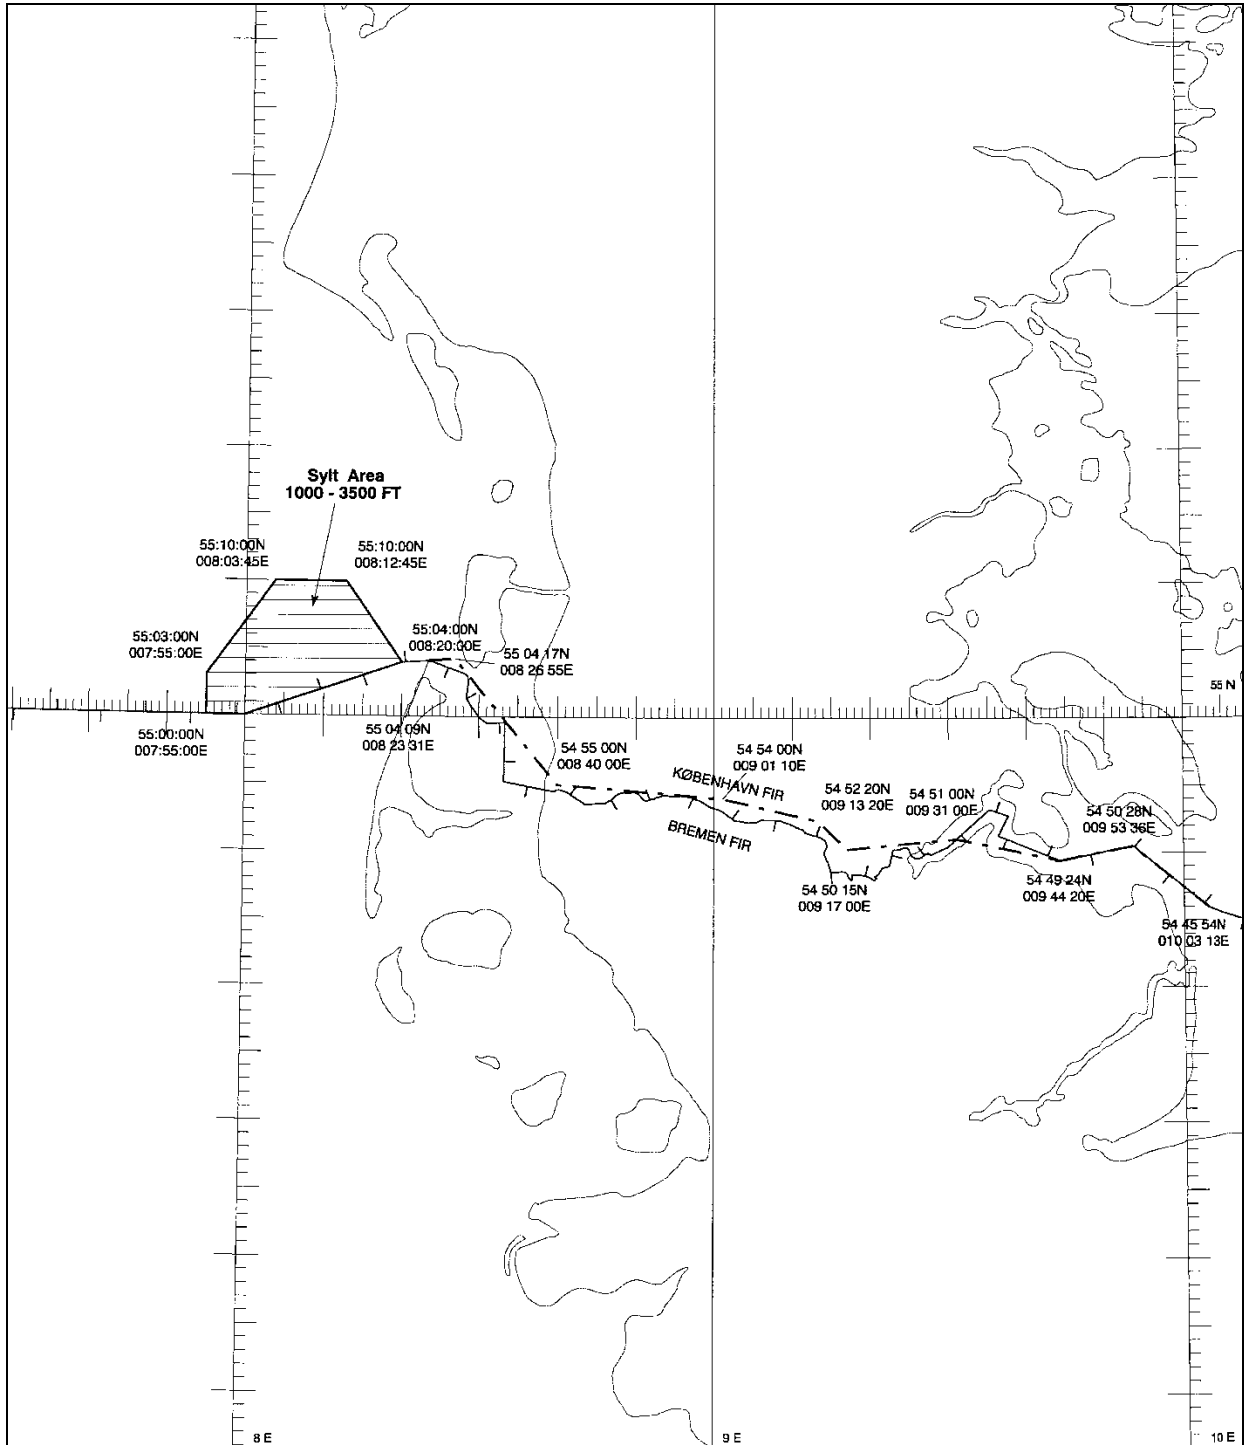 Sylt Area
1000 - 3500 FT
55:10:00N
008:03:45E
55:10:00N
008:12:45E
55:03:00N
007:55:00E
55:04:00N
008:20:00E
55 04 17N
008 26 55E
55 N
55:00:00N
007:55:00E
55 04 09N
008 23 31E
54 55 00N
008 40 00E
54 54 00N
009 01 10E
KØBENHAVN FIR
BREMEN FIR
54 52 20N
009 13 20E
54 51 00N
009 31 00E
54 50 28N
009 53 36E
54 50 15N
009 17 00E
54 49 24N
009 44 20E
54 45 54N
010 03 13E
8 E
9 E
10 E